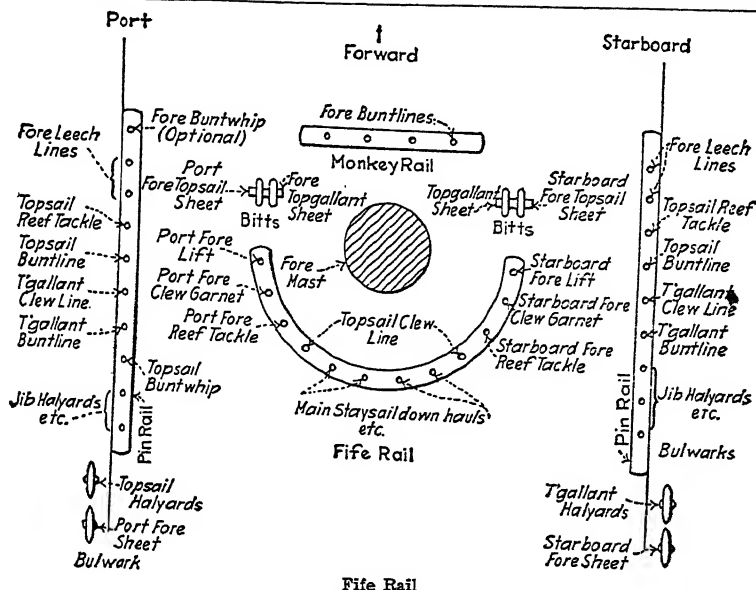 Port
Forward
Starboard
Fore Buntwhip
(Optional)
Fore Leech
Lines
Fore Buntlines
Monkey Rail
Fore Leech
Lines
Port
Fore Topsail
Sheet
Fore
Topgallant
Sheet
Bitts
Topgallant
Sheet
Starboard
Fore Topsail
Sheet
Bitts
Topsail
Reef Tackle
Topsail Reef
Tackle
Topsail
Buntline
Port Fore
Lift
Fore
Mast
Starboard
Fore Lift
Topsail
Buntline
T'gallant
Clew Line.
Port Fore
Clew Garnet
Starboard Fore
Clew Garnet
T'gallant
Clew Line
T'gallant
Buntline
Port Fore
Reef Tackle
Topsail Clew
Line
Starboard Fore
Reef Tackle
T'gallant
Buntline
Topsail
Buntwhip
Jib Halyards
etc.
Pin Rail
Main Staysail down hauls
etc.
Fife Rail
Jib Halyards
etc.
Pin Rail
Bulwarks
Topsail
Halyards
T'gallant
Halyards
Port Fore
Sheet
Starboard
Fore Sheet
Bulwark
Fife Rail